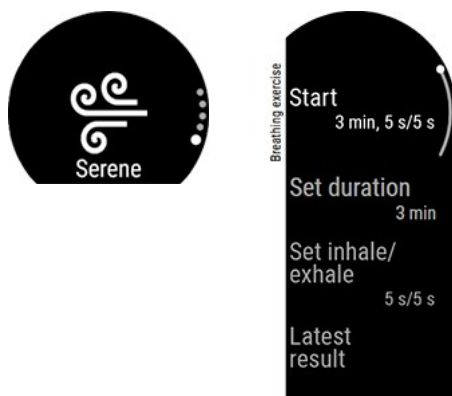 Serene
Breathing exercise
Start
3 min, 5 s/5 s
Set duration
3 min
Set inhale/
exhale
5 s/5 s
Latest
result